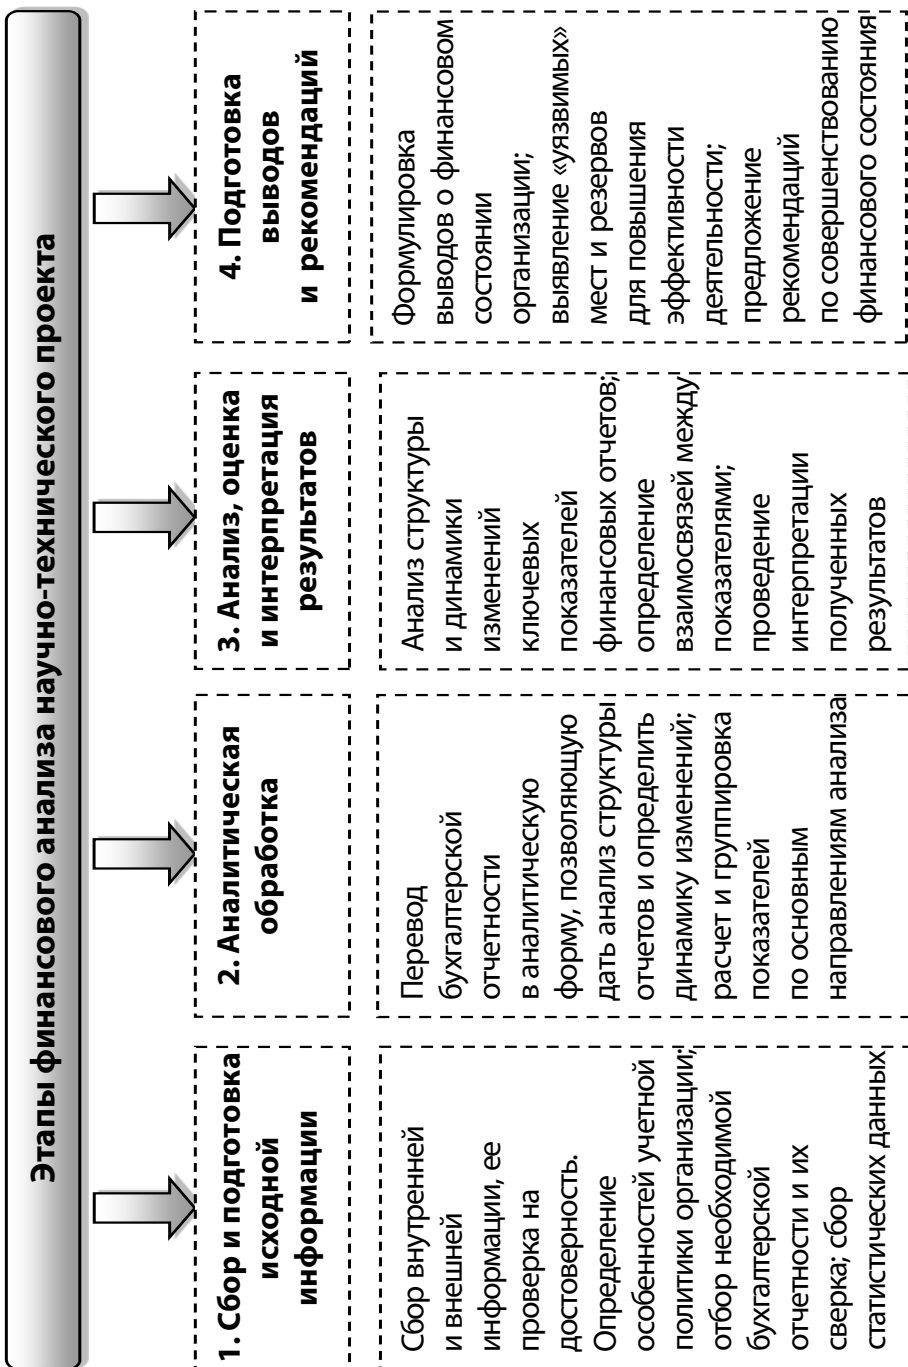 Этапы финансового анализа научно-технического проекта
1. Сбор и подготовка
исходной
информации
Сбор внутренней
и внешней
информации, ее
проверка на
достоверность.
Определение
особенностей учетной
политики организации;
отбор необходимой
бухгалтерской
отчетности и их
сверка; сбор
статистических данных
2. Аналитическая
обработка
Перевод
бухгалтерской
отчетности
в аналитическую
форму, позволяющую
дать анализ структуры
отчетов и определить
динамику изменений;
расчет и группировка
показателей
по основным
направлениям анализа
3. Анализ, оценка
и интерпретация
результатов
Анализ структуры
и динамики
изменений
ключевых
показателей
финансовых отчетов;
определение
взаимосвязей между
показателями;
проведение
интерпретации
полученных
результатов
4. Подготовка
выводов
и рекомендаций
Формулировка
выводов о финансовом
состоянии
организации;
выявление «уязвимых»
мест и резервов
для повышения
эффективности
деятельности;
предложение
рекомендаций
по совершенствованию
финансового состояния